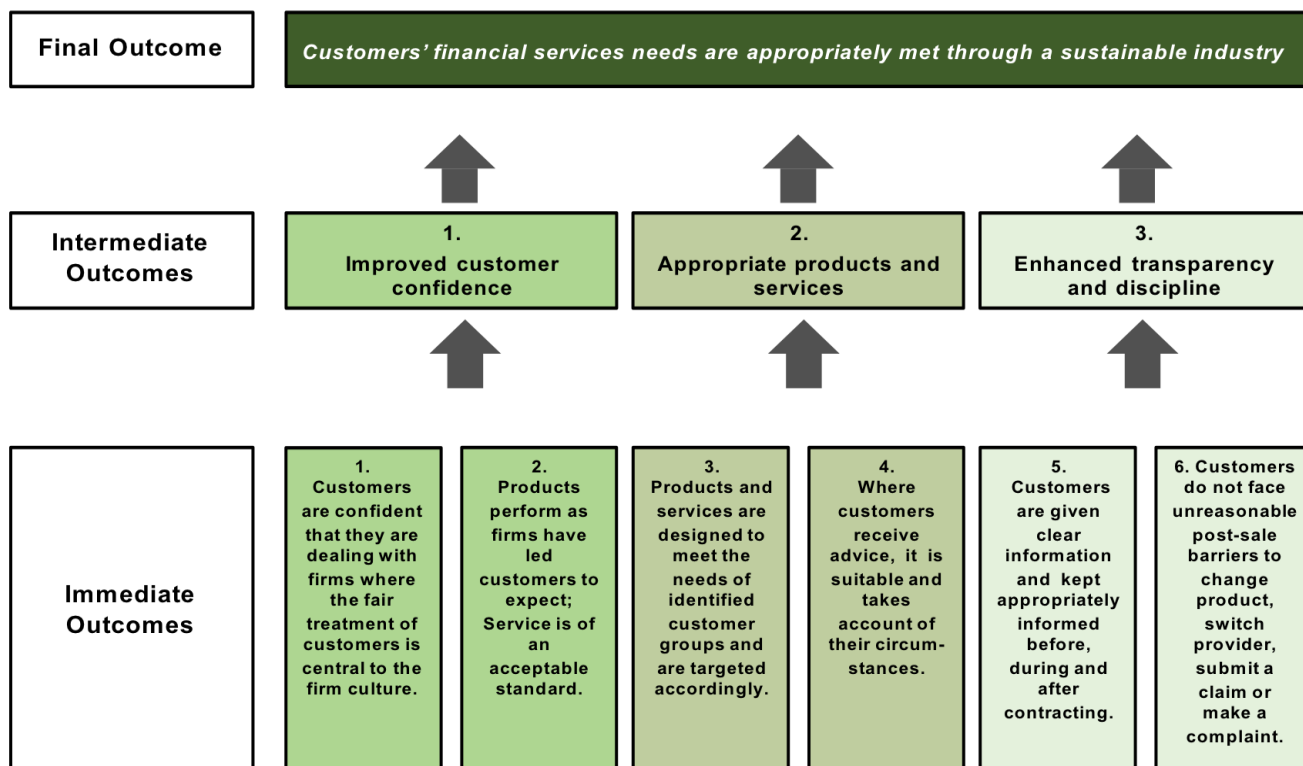 Final Outcome
Customers’ financial services needs are appropriately met through a sustainable industry
Intermediate
Outcomes
1.
Improved customer
confidence
2.
Appropriate products and
services
3.
Enhanced transparency
and discipline
Immediate
Outcomes
1.
Customers
are confident
that they are
dealing with
firms where
the fair
treatment of
customers is
central to the
firm culture.
2.
Products
perform as
firms have
led
customers to
expect;
Service is of
an
acceptable
standard.
3.
Products and
services are
designed to
meet the
needs of
identified
customer
groups and
are targeted
accordingly.
4.
Where
customers
receive
advice, it is
suitable and
takes
account of
their circum-
stances.
5.
Customers
are given
clear
information
and kept
appropriately
informed
before,
during and
after
contracting.
6. Customers
do not face
unreasonable
post-sale
barriers to
change
product,
switch
provider,
submit a
claim or
make a
complaint.